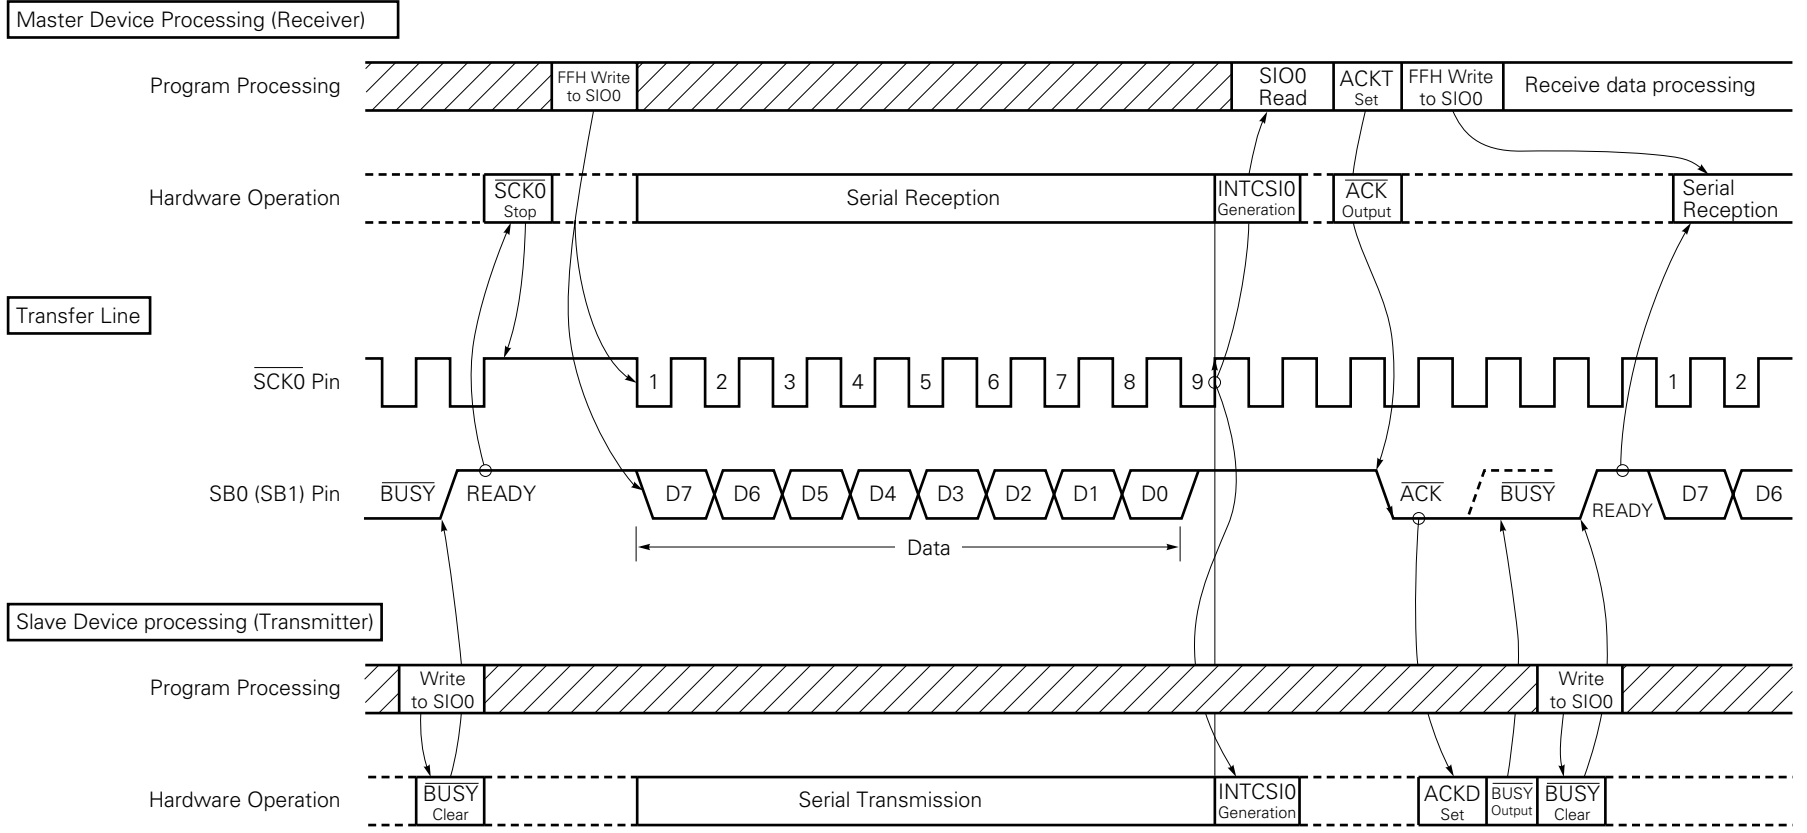 Master Device Processing (Receiver)
Program Processing
FFH Write
to SIO0
SIO0
Read
ACKT
Set
FFH Write
to SIO0
Receive data processing
Hardware Operation
SCK0
Stop
Serial Reception
INTCSI0
Generation
ACK
Output
Serial
Reception
Transfer Line
SCK0 Pin
1 2 3 4 5 6 7 8 9 1 2
SB0 (SB1) Pin
BUSY READY D7 D6 D5 D4 D3 D2 D1 D0 ACK BUSY READY D7 D6
Data
Slave Device processing (Transmitter)
Program Processing
Write
to SIO0
Write
to SIO0
Hardware Operation
BUSY
Clear
Serial Transmission
INTCSI0
Generation
ACKD
Set
BUSY
Output
BUSY
Clear